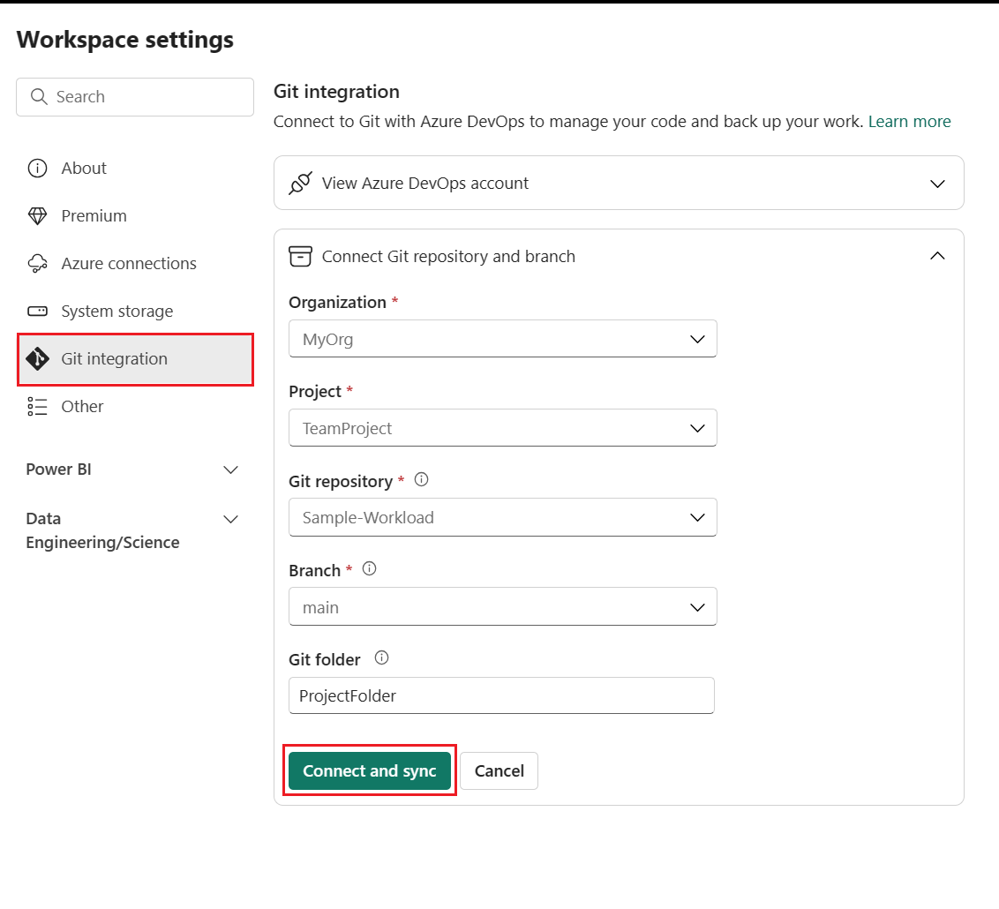 Workspace settings
Search
About
Premium
Azure connections
System storage
Git integration
Other
Power BI
Data
Engineering/Science
Git integration
Connect to Git with Azure DevOps to manage your code and back up your work. Learn more
View Azure DevOps account
Connect Git repository and branch
Organization *
MyOrg
Project *
TeamProject
Git repository *
Sample-Workload
Branch *
main
Git folder
ProjectFolder
Connect and sync
Cancel